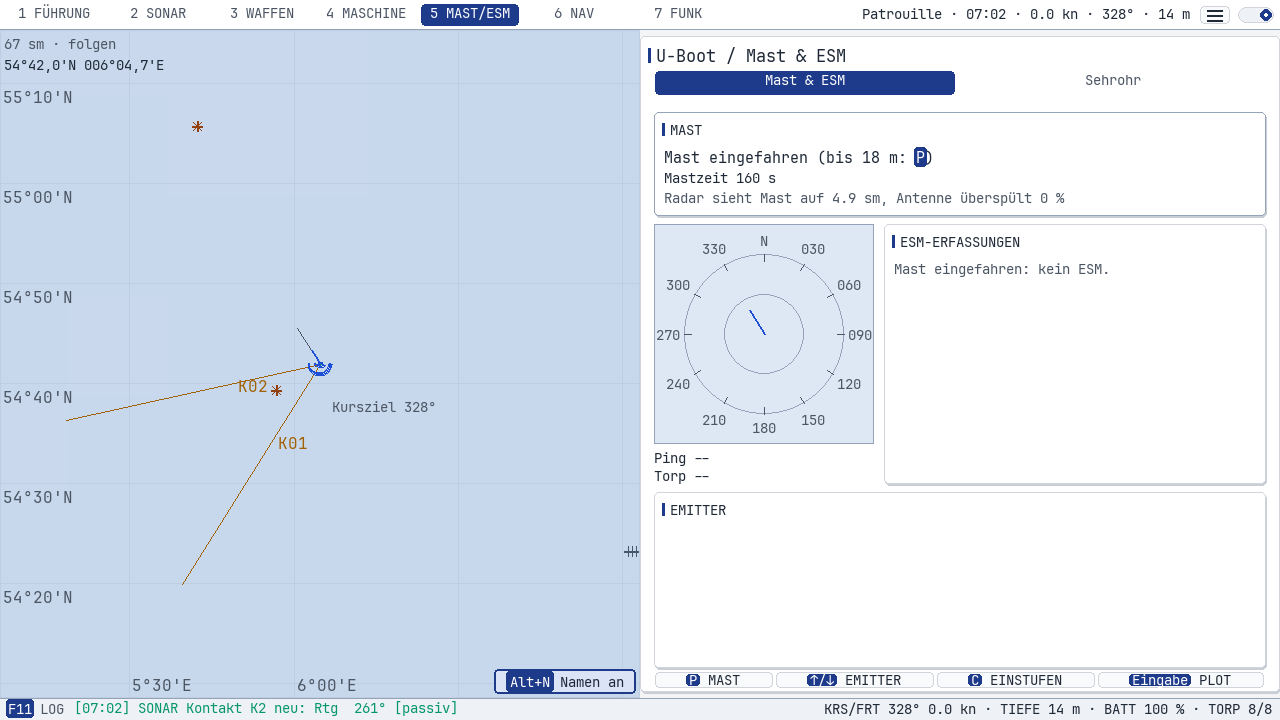 1 FÜHRUNG 2 SONAR 3 WAFFEN 4 MASCHINE 5 MAST/ESM 6 NAV 7 FUNK Patrouille · 07:02 · 0.0 kn · 328° · 14 m
67 sm · folgen
54°42,0'N 006°04,7'E
55°10'N
55°00'N
54°50'N
54°40'N
54°30'N
54°20'N
5°30'E 6°00'E
K02
K01
Kursziel 328°
Alt+N Namen an
U-Boot / Mast & ESM
Mast & ESM Sehrohr
MAST
Mast eingefahren (bis 18 m: P)
Mastzeit 160 s
Radar sieht Mast auf 4.9 sm, Antenne überspült 0 %
N
030
060
090
120
150
180
210
240
270
300
330
Ping --
Torp --
ESM-ERFASSUNGEN
Mast eingefahren: kein ESM.
EMITTER
P MAST ↑/↓ EMITTER C EINSTUFEN Eingabe PLOT
F11 LOG [07:02] SONAR Kontakt K2 neu: Rtg 261° [passiv] KRS/FRT 328° 0.0 kn · TIEFE 14 m · BATT 100 % · TORP 8/8